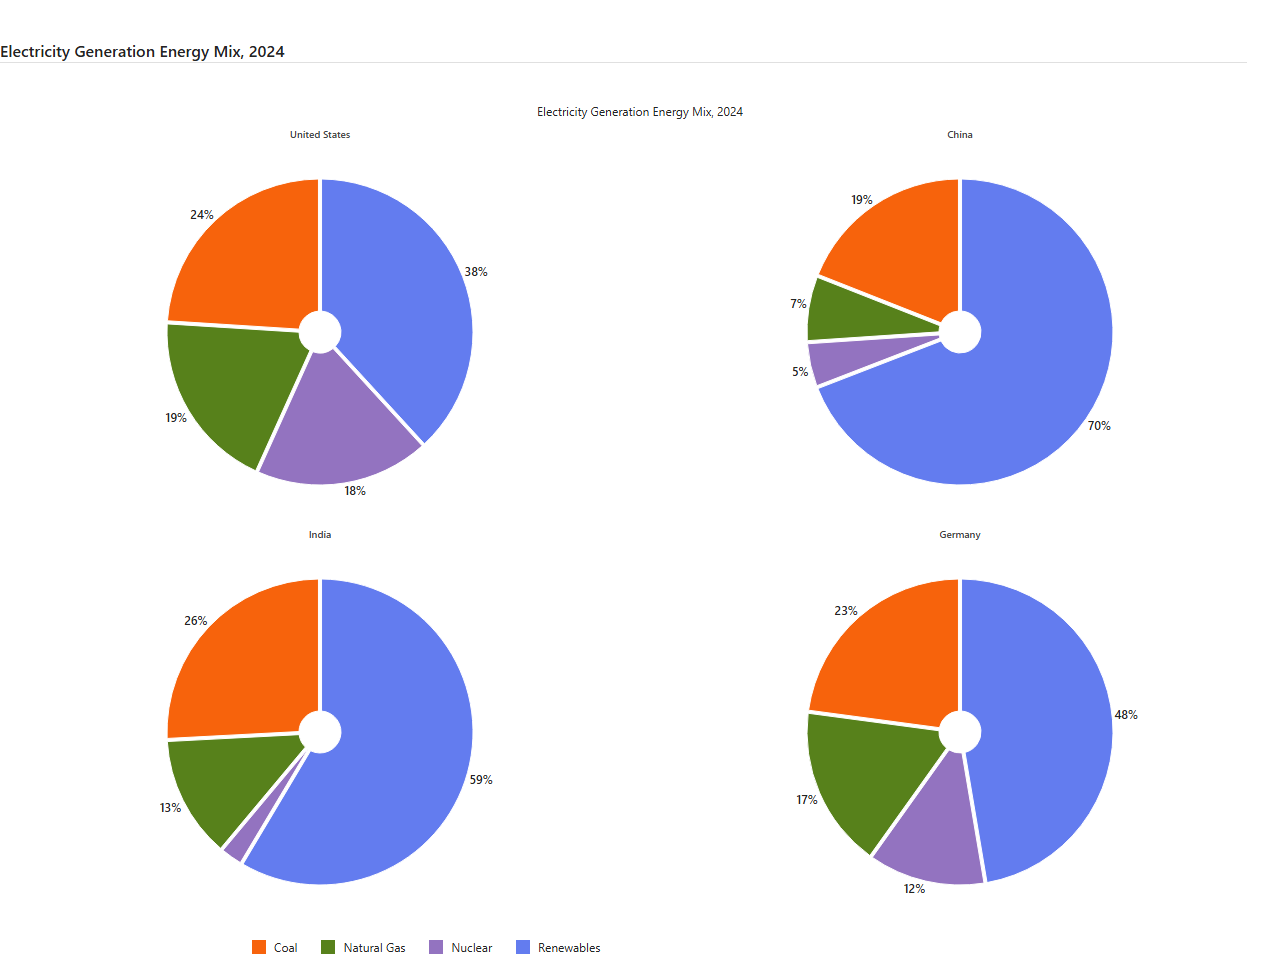 Electricity Generation Energy Mix, 2024
Electricity Generation Energy Mix, 2024
United States
China
24%
38%
19%
18%
19%
7%
5%
70%
India
Germany
26%
59%
13%
23%
48%
17%
12%
Coal
Natural Gas
Nuclear
Renewables